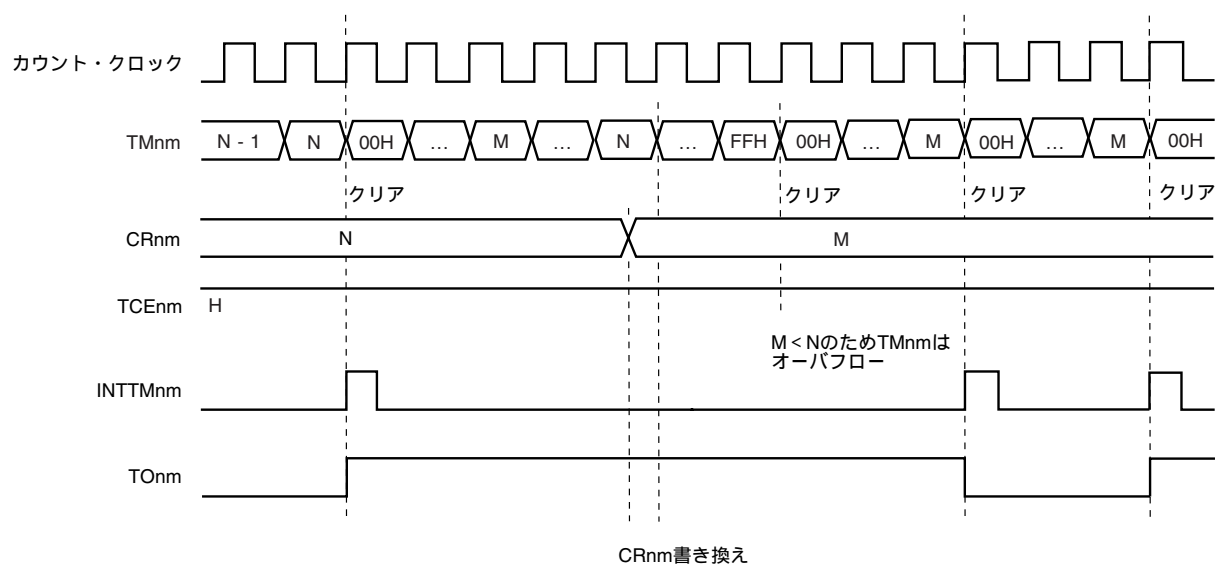 カウント・クロック
TMnm N - 1 N 00H … M … N … FFH 00H … M 00H … M 00H
クリア クリア クリア クリア
CRnm N M
TCEnm H
M < NのためTMnmは
オーバフロー
INTTMnm
TOnm
CRnm書き換え